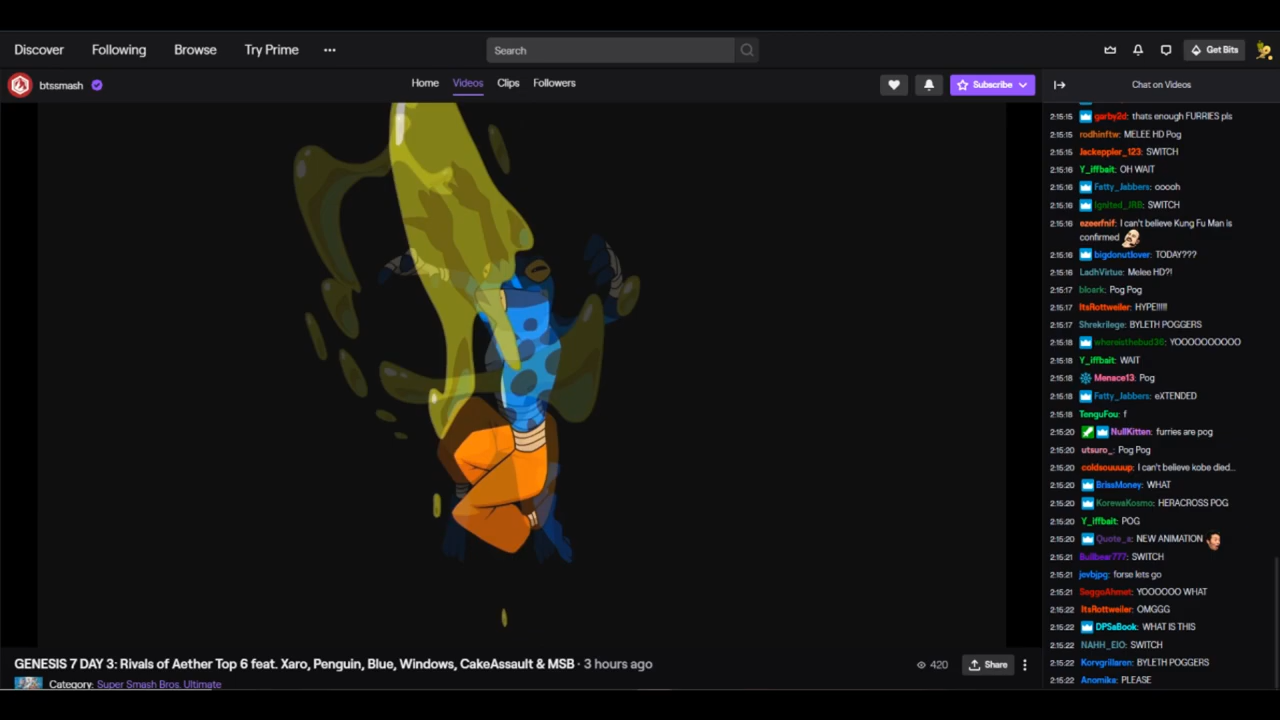 Discover Following Browse Try Prime ••• Search Get Bits
btssmash Home Videos Clips Followers Subscribe Chat on Videos
2:15:15 garby2d: thats enough FURRIES pls
2:15:15 rodhinftw: MELEE HD Pog
2:15:15 Jackeppler_123: SWITCH
2:15:16 Y_iffbait: OH WAIT
2:15:16 Fatty_Jabbers: ooooh
2:15:16 Ignited_JRB: SWITCH
2:15:16 ezeerfnif: I can't believe Kung Fu Man is
confirmed
2:15:16 bigdonutlover: TODAY???
2:15:16 LadhVirtue: Melee HD?!
2:15:17 bloark: Pog Pog
2:15:17 ItsRottweiler: HYPE!!!!!
2:15:17 Shrekrilege: BYLETH POGGERS
2:15:18 whereisthebud36: YOOOOOOOOOO
2:15:18 Y_iffbait: WAIT
2:15:18 Menace13: Pog
2:15:18 Fatty_Jabbers: eXTENDED
2:15:18 TenguFou: f
2:15:20 NullKitten: furries are pog
2:15:20 utsuro_: Pog Pog
2:15:20 coldsouuuup: I can't believe kobe died...
2:15:20 BrissMoney: WHAT
2:15:20 KorewaKosmo: HERACROSS POG
2:15:20 Y_iffbait: POG
2:15:20 Quote_a: NEW ANIMATION
2:15:21 Bullbear777: SWITCH
2:15:21 jevbjpg: forse lets go
2:15:21 SeggoAhmet: YOOOOOO WHAT
2:15:22 ItsRottweiler: OMGGG
2:15:22 DPSaBook: WHAT IS THIS
2:15:22 NAHH_EIO: SWITCH
2:15:22 Korvgrillaren: BYLETH POGGERS
2:15:22 Anomika: PLEASE
GENESIS 7 DAY 3: Rivals of Aether Top 6 feat. Xaro, Penguin, Blue, Windows, CakeAssault & MSB · 3 hours ago 420 Share
Category: Super Smash Bros. Ultimate